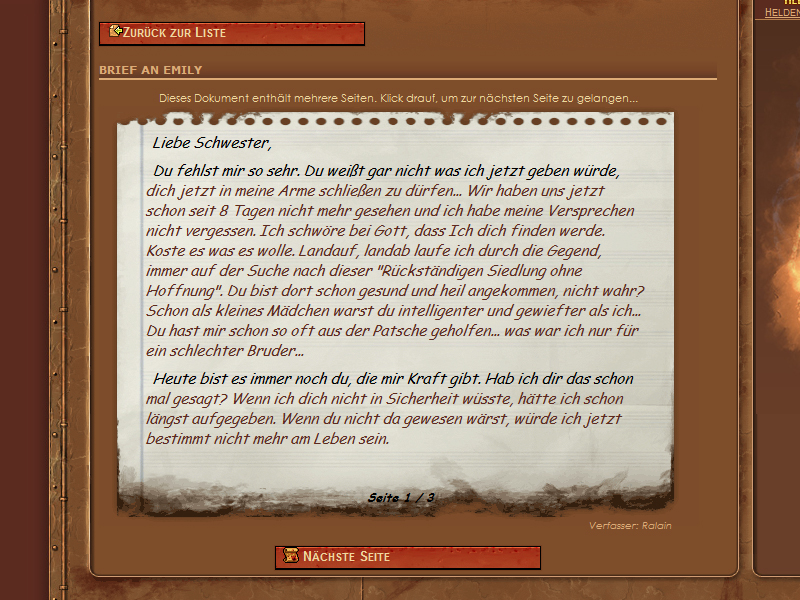 HELDEN
ZURÜCK ZUR LISTE
BRIEF AN EMILY
Dieses Dokument enthält mehrere Seiten. Klick drauf, um zur nächsten Seite zu gelangen...
Liebe Schwester,
Du fehlst mir so sehr. Du weißt gar nicht was ich jetzt geben würde,
dich jetzt in meine Arme schließen zu dürfen... Wir haben uns jetzt
schon seit 8 Tagen nicht mehr gesehen und ich habe meine Versprechen
nicht vergessen. Ich schwöre bei Gott, dass Ich dich finden werde.
Koste es was es wolle. Landauf, landab laufe ich durch die Gegend,
immer auf der Suche nach dieser "Rückständigen Siedlung ohne
Hoffnung". Du bist dort schon gesund und heil angekommen, nicht wahr?
Schon als kleines Mädchen warst du intelligenter und gewiefter als ich...
Du hast mir schon so oft aus der Patsche geholfen... was war ich nur für
ein schlechter Bruder...
Heute bist es immer noch du, die mir Kraft gibt. Hab ich dir das schon
mal gesagt? Wenn ich dich nicht in Sicherheit wüsste, hätte ich schon
längst aufgegeben. Wenn du nicht da gewesen wärst, würde ich jetzt
bestimmt nicht mehr am Leben sein.
Seite 1 / 3
Verfasser: Ralain
NÄCHSTE SEITE